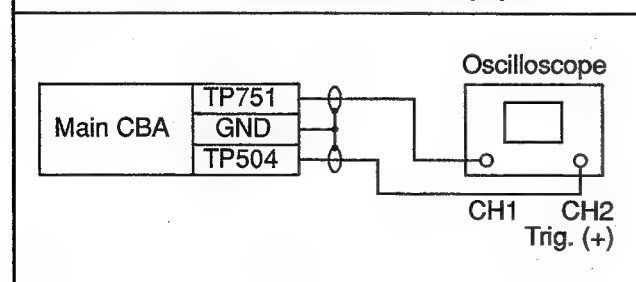 Oscilloscope
TP751
Main CBA
GND
TP504
CH1
CH2
Trig. (+)